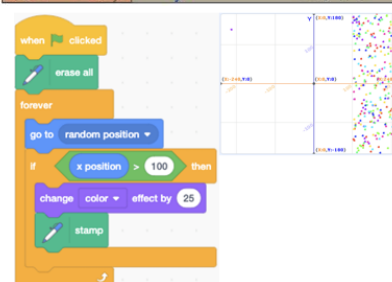 when clicked
erase all
forever
go to random position
if x position > 100 then
change color effect by 25
stamp
Y
(X:0,Y:180)
(X:-240,Y:0)
(X:0,Y:0)
(X:0,Y:-180)